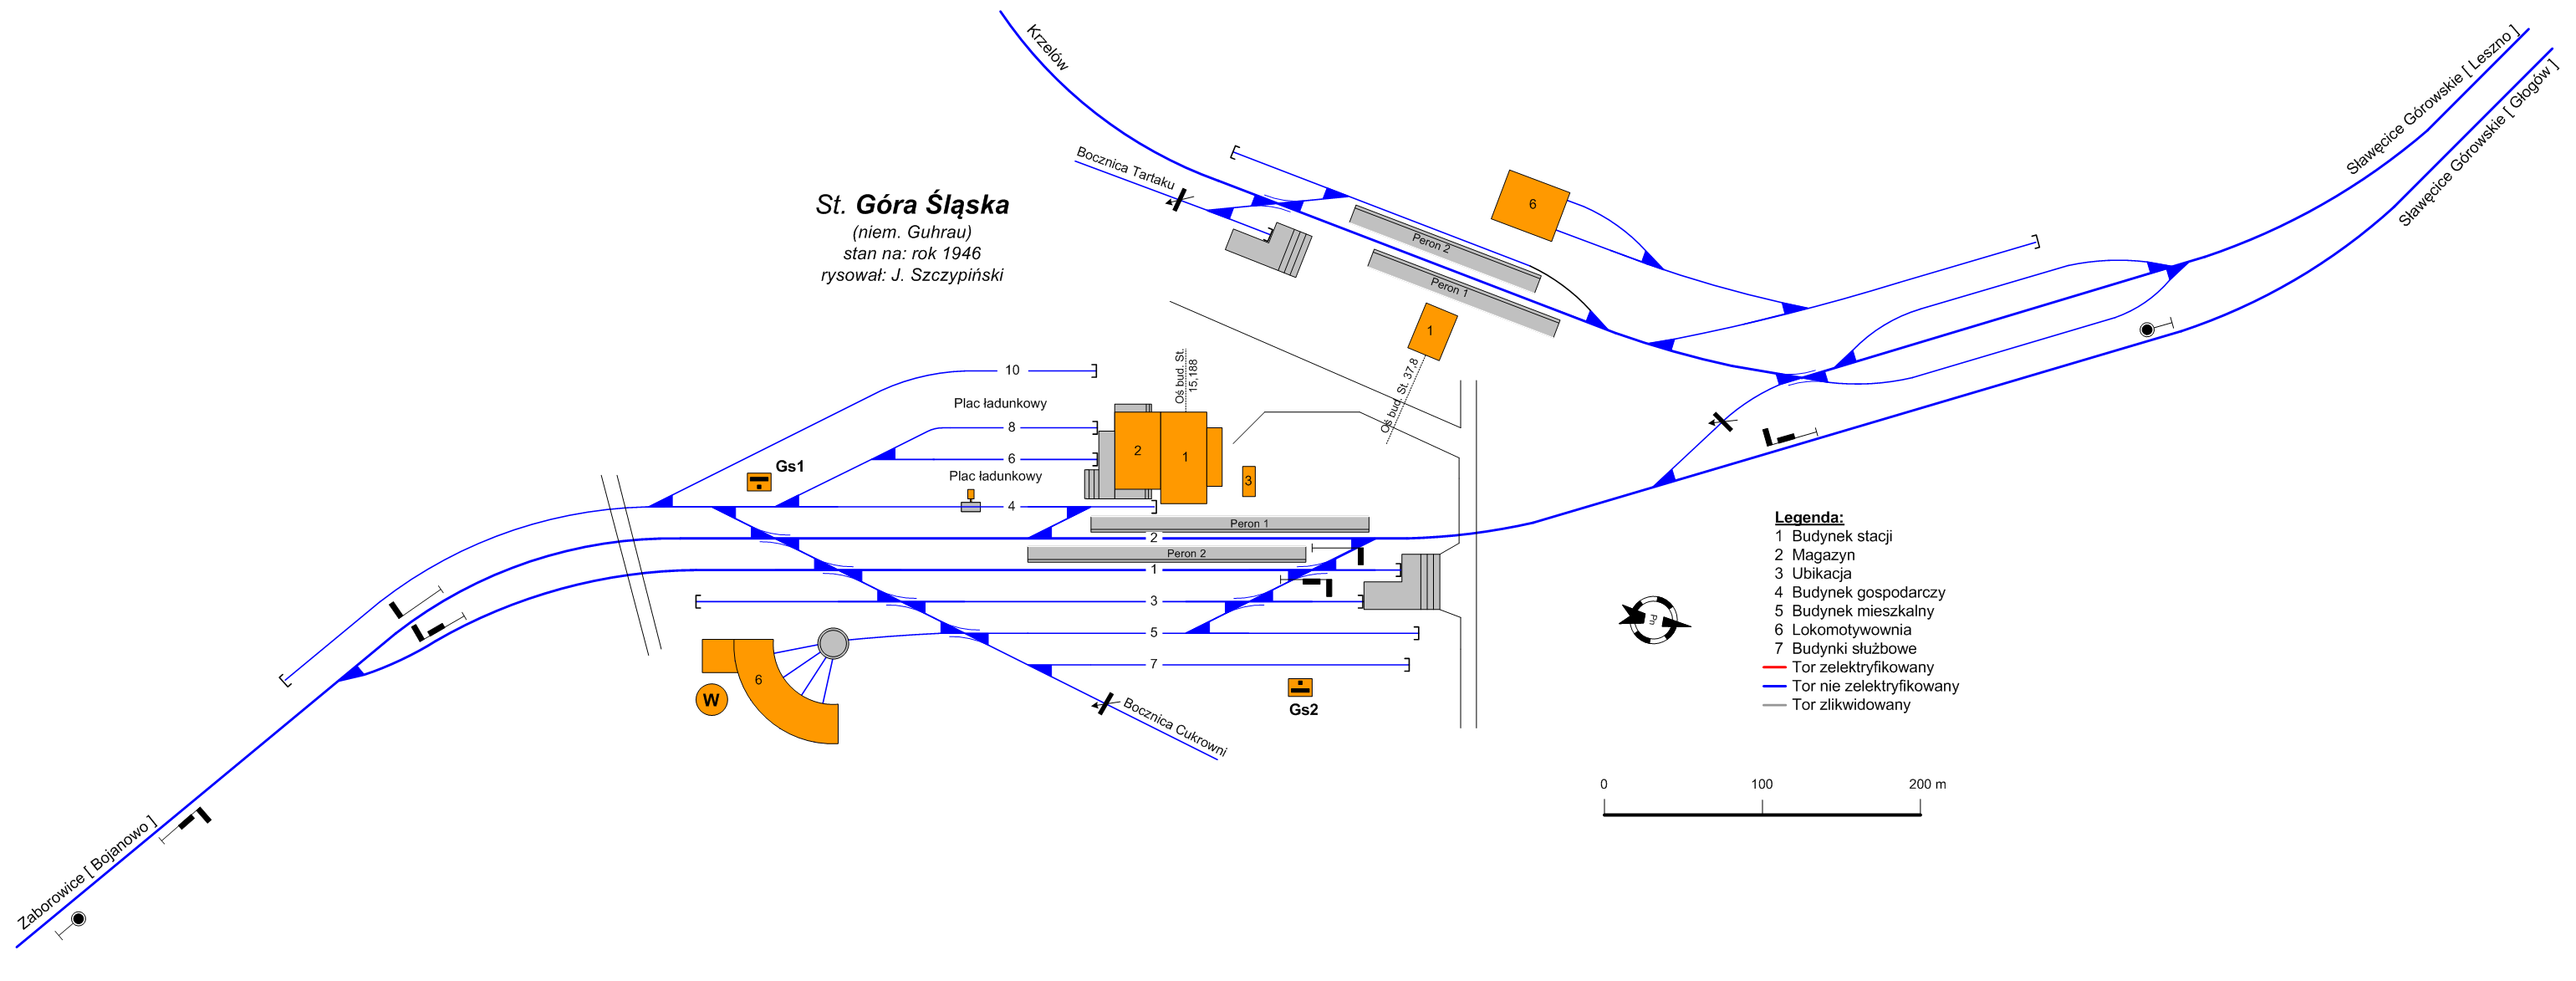 Krzelów
Sławęcice Górowskie [ Leszno ]
Sławęcice Górowskie [ Głogów ]
Bocznica Tartaku
St. Góra Śląska
(niem. Guhrau)
stan na: rok 1946
rysował: J. Szczypiński
6
Peron 2
Peron 1
1
Oś bud. St. 37,8
Oś bud. St.
15,188
10
Plac ładunkowy
8
6
Plac ładunkowy
4
2
1
3
Gs1
Peron 1
2
Peron 2
1
3
5
7
6
W
Gs2
Bocznica Cukrowni
Zaborowice [ Bojanowo ]
Pn
Legenda:
1 Budynek stacji
2 Magazyn
3 Ubikacja
4 Budynek gospodarczy
5 Budynek mieszkalny
6 Lokomotywownia
7 Budynki służbowe
Tor zelektryfikowany
Tor nie zelektryfikowany
Tor zlikwidowany
0 100 200 m